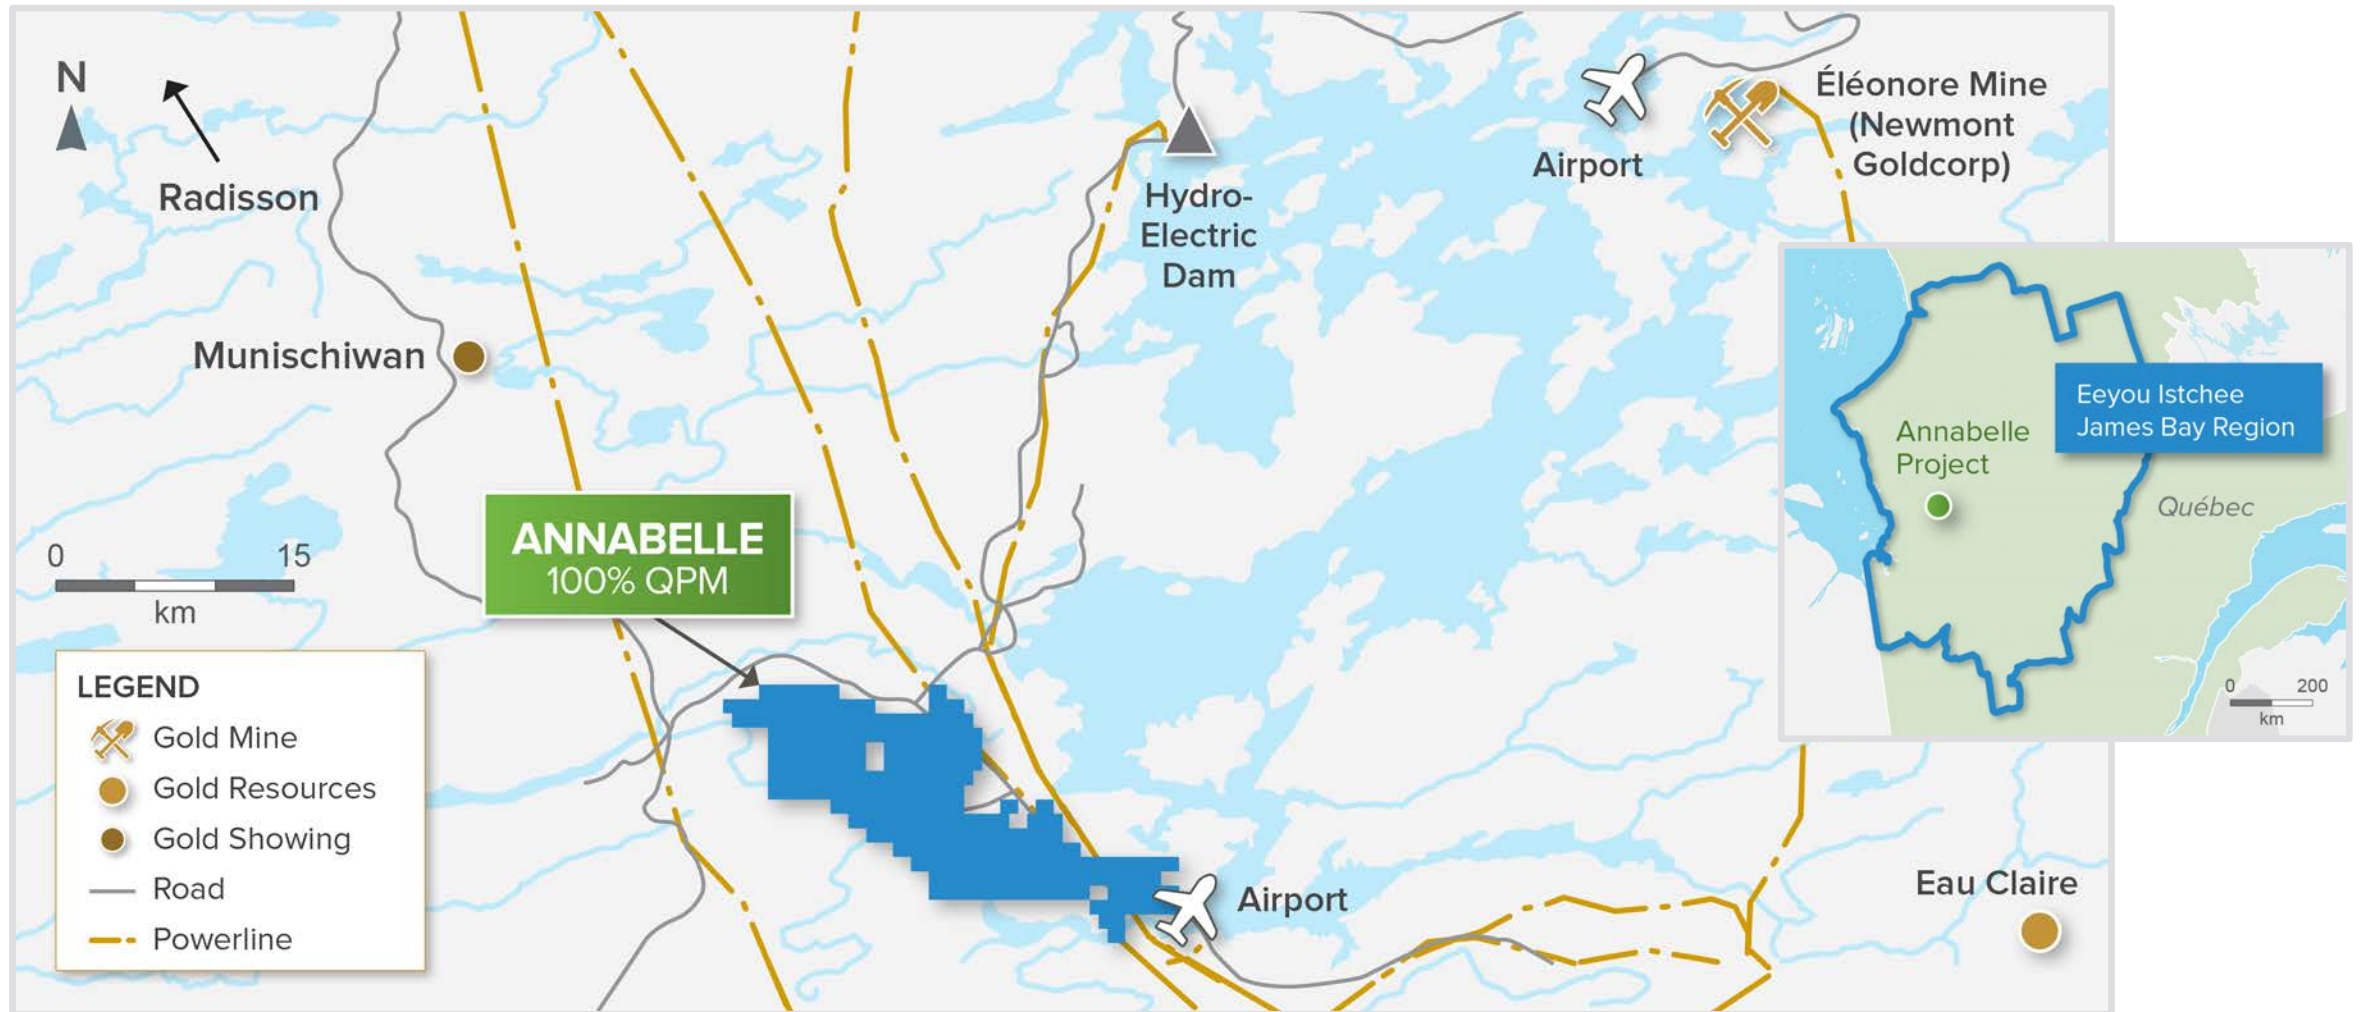 N
Radisson
Munischiwan
0 15
km
ANNABELLE
100% QPM
Hydro-
Electric
Dam
Airport
Éléonore Mine
(Newmont
Goldcorp)
Airport
Eau Claire
LEGEND
Gold Mine
Gold Resources
Gold Showing
Road
Powerline
Eeyou Istchee
James Bay Region
Annabelle
Project
Québec
0 200
km